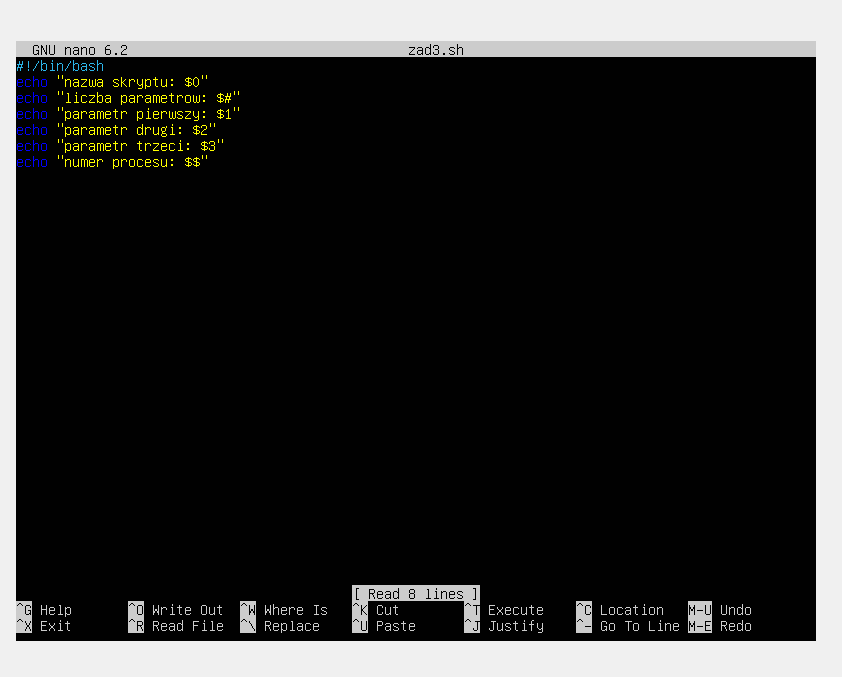 GNU nano 6.2 zad3.sh
#!/bin/bash
echo "nazwa skryptu: $0"
echo "liczba parametrow: $#"
echo "parametr pierwszy: $1"
echo "parametr drugi: $2"
echo "parametr trzeci: $3"
echo "numer procesu: $$"
[ Read 8 lines ]
^G Help ^O Write Out ^W Where Is ^K Cut ^T Execute ^C Location M-U Undo
^X Exit ^R Read File ^\ Replace ^U Paste ^J Justify ^- Go To Line M-E Redo